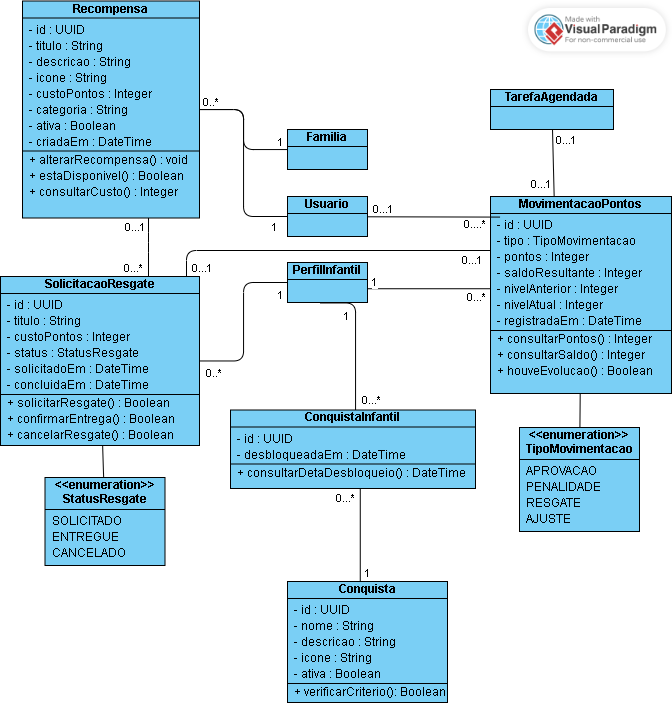 Made with
VisualParadigm
For non-commercial use
Recompensa
- id : UUID
- titulo : String
- descricao : String
- icone : String
- custoPontos : Integer
- categoria : String
- ativa : Boolean
- criadaEm : DateTime
+ alterarRecompensa() : void
+ estaDisponivel() : Boolean
+ consultarCusto() : Integer
0..*
1
Familia
TarefaAgendada
0...1
0...1
Usuario
1
0...1
0....*
MovimentacaoPontos
- id : UUID
- tipo : TipoMovimentacao
- pontos : Integer
- saldoResultante : Integer
- nivelAnterior : Integer
- nivelAtual : Integer
- registradaEm : DateTime
+ consultarPontos() : Integer
+ consultarSaldo() : Integer
+ houveEvolucao() : Boolean
0...1
0...*
0...1
0...1
SolicitacaoResgate
- id : UUID
- titulo : String
- custoPontos : Integer
- status : StatusResgate
- solicitadoEm : DateTime
- concluidaEm : DateTime
+ solicitarResgate() : Boolean
+ confirmarEntrega() : Boolean
+ cancelarResgate() : Boolean
PerfilInfantil
1
1
0...*
1
0..*
0...*
ConquistaInfantil
- id : UUID
- desbloqueadaEm : DateTime
+ consultarDetaDesbloqueio() : DateTime
<<enumeration>>
TipoMovimentacao
APROVACAO
PENALIDADE
RESGATE
AJUSTE
<<enumeration>>
StatusResgate
SOLICITADO
ENTREGUE
CANCELADO
0...*
1
Conquista
- id : UUID
- nome : String
- descricao : String
- icone : String
- ativa : Boolean
+ verificarCriterio(): Boolean